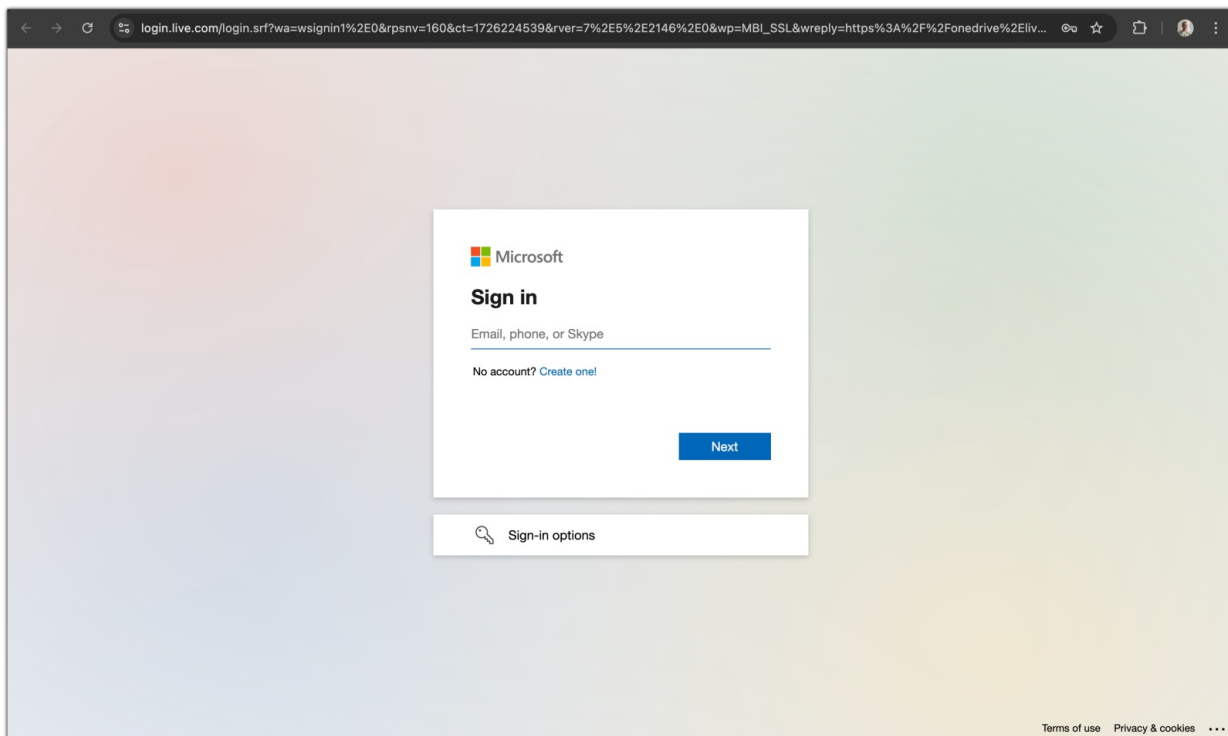 login.live.com/login.srf?wa=wsignin1%2E0&rpsnv=160&ct=1726224539&rver=7%2E5%2E2146%2E0&wp=MBI_SSL&wreply=https%3A%2F%2Fonedrive%2Eliv...
Microsoft
Sign in
Email, phone, or Skype
No account? Create one!
Next
Sign-in options
Terms of use Privacy & cookies ...